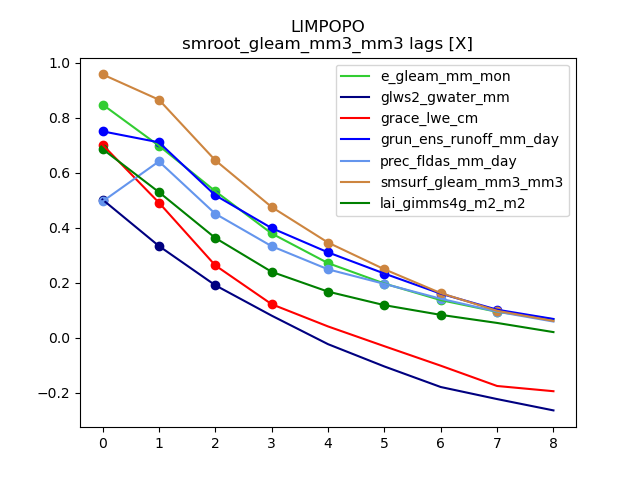 LIMPOPO
smroot_gleam_mm3_mm3 lags [X]
1.0
0.8
0.6
0.4
0.2
0.0
−0.2
e_gleam_mm_mon
glws2_gwater_mm
grace_lwe_cm
grun_ens_runoff_mm_day
prec_fldas_mm_day
smsurf_gleam_mm3_mm3
lai_gimms4g_m2_m2
0 1 2 3 4 5 6 7 8